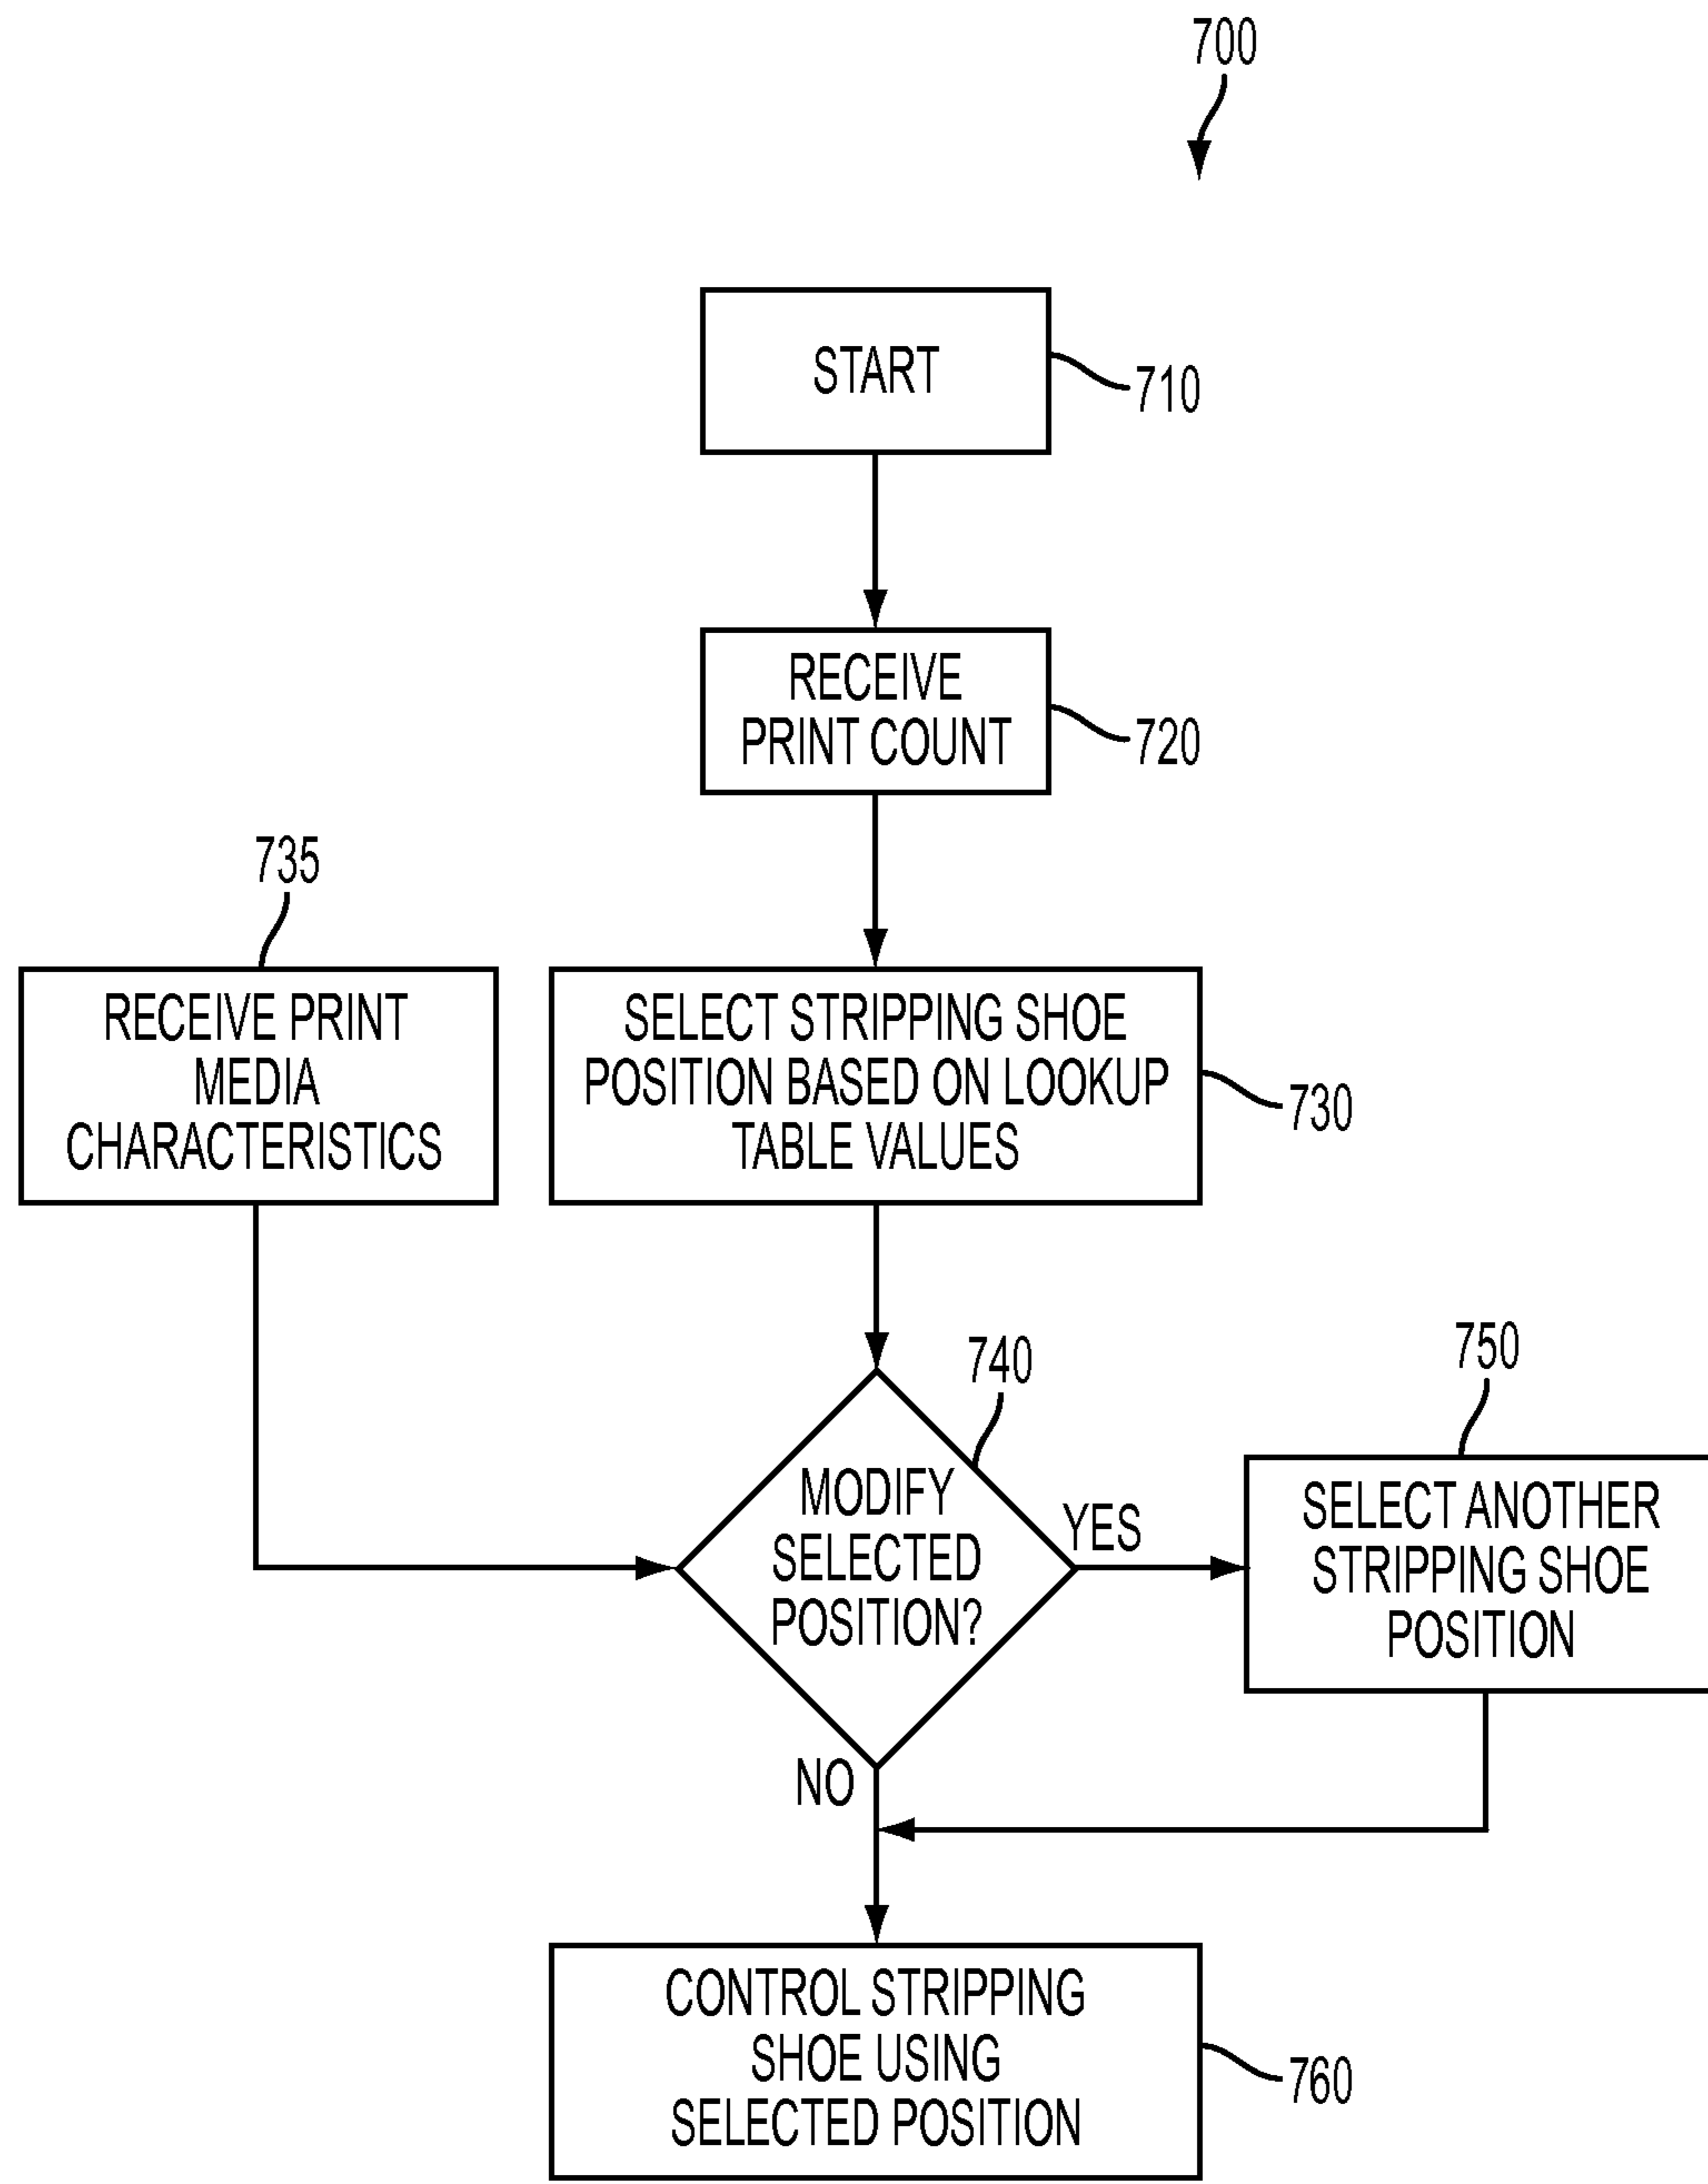 700
START
710
RECEIVE
PRINT COUNT
720
735
RECEIVE PRINT
MEDIA
CHARACTERISTICS
SELECT STRIPPING SHOE
POSITION BASED ON LOOKUP
TABLE VALUES
730
740
MODIFY
SELECTED
POSITION?
YES
NO
750
SELECT ANOTHER
STRIPPING SHOE
POSITION
CONTROL STRIPPING
SHOE USING
SELECTED POSITION
760